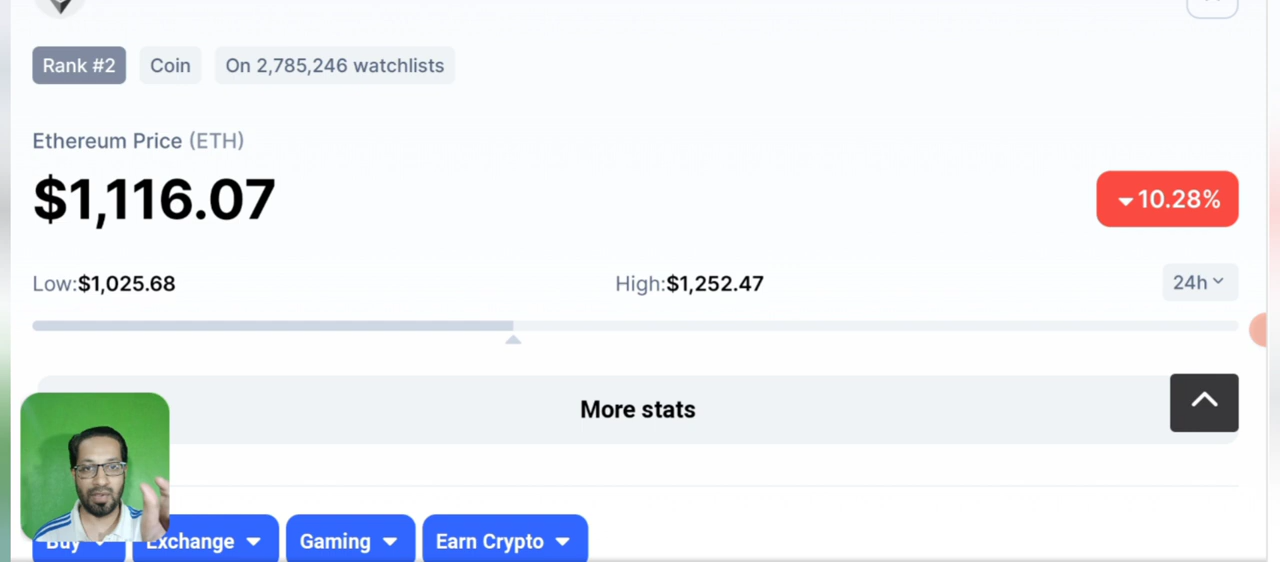 Rank #2 Coin On 2,785,246 watchlists
Ethereum Price (ETH)
$1,116.07 10.28%
Low:$1,025.68 High:$1,252.47 24h
More stats
Buy Exchange Gaming Earn Crypto